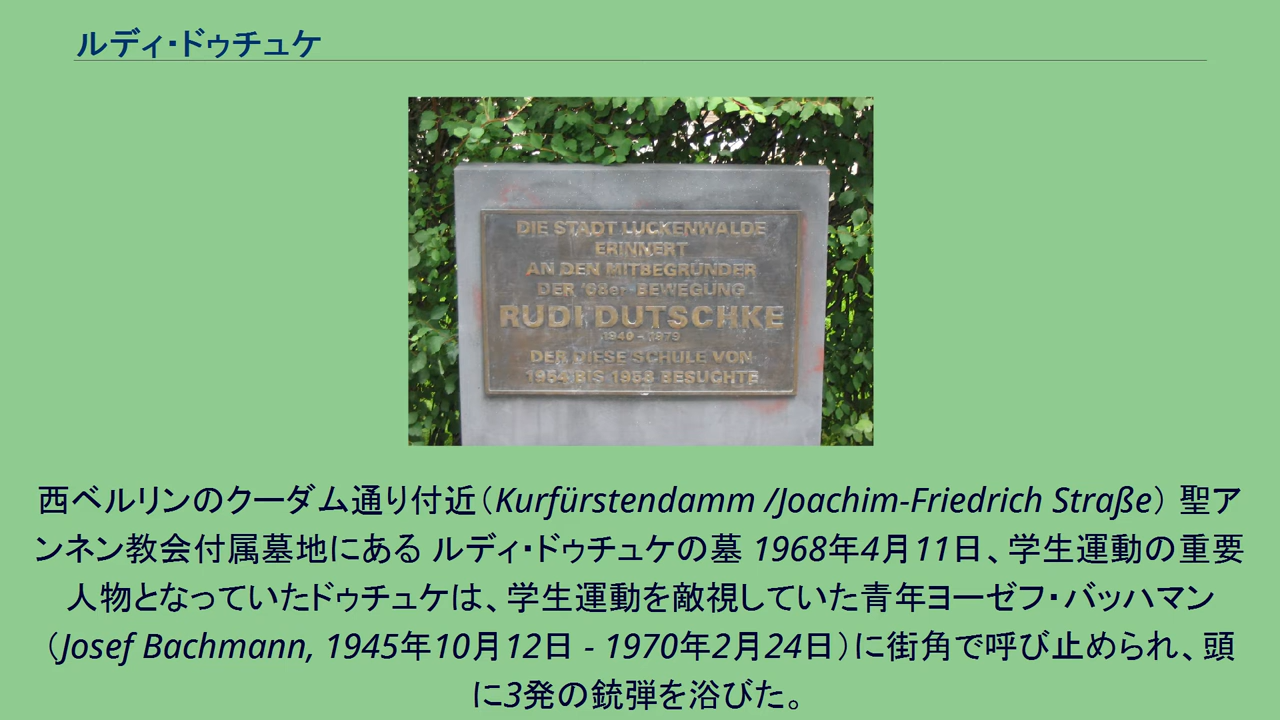 ルディ・ドゥチュケ
DIE STADT LUCKENWALDE
ERINNERT
AN DEN MITBEGRÜNDER
DER '68er-BEWEGUNG
RUDI DUTSCHKE
1940 - 1979
DER DIESE SCHULE VON
1954 BIS 1958 BESUCHTE
西ベルリンのクーダム通り付近（Kurfürstendamm /Joachim-Friedrich Straße） 聖ア
ンネン教会付属墓地にある ルディ・ドゥチュケの墓 1968年4月11日、学生運動の重要
人物となっていたドゥチュケは、学生運動を敵視していた青年ヨーゼフ・バッハマン
（Josef Bachmann, 1945年10月12日 - 1970年2月24日）に街角で呼び止められ、頭
に3発の銃弾を浴びた。